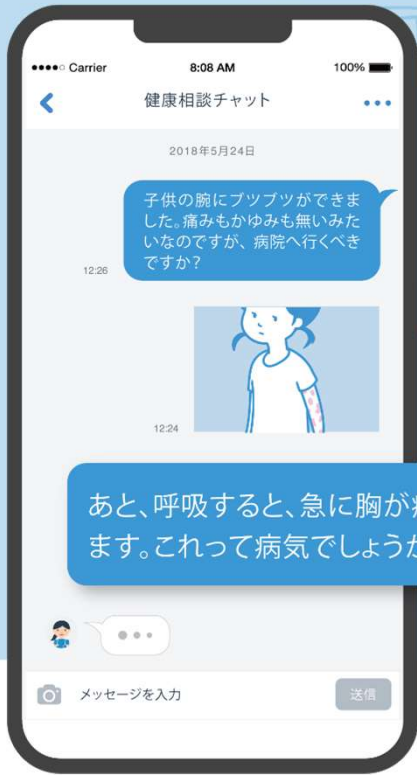 Carrier
8:08 AM
100%
健康相談チャット
2018年5月24日
子供の腕にブツブツができま
した。痛みもかゆみも無いみた
いなのですが、病院へ行くべき
ですか?
12:26
12:24
あと、呼吸すると、急に胸が
ます。これって病気でしょう
メッセージを入力
送信